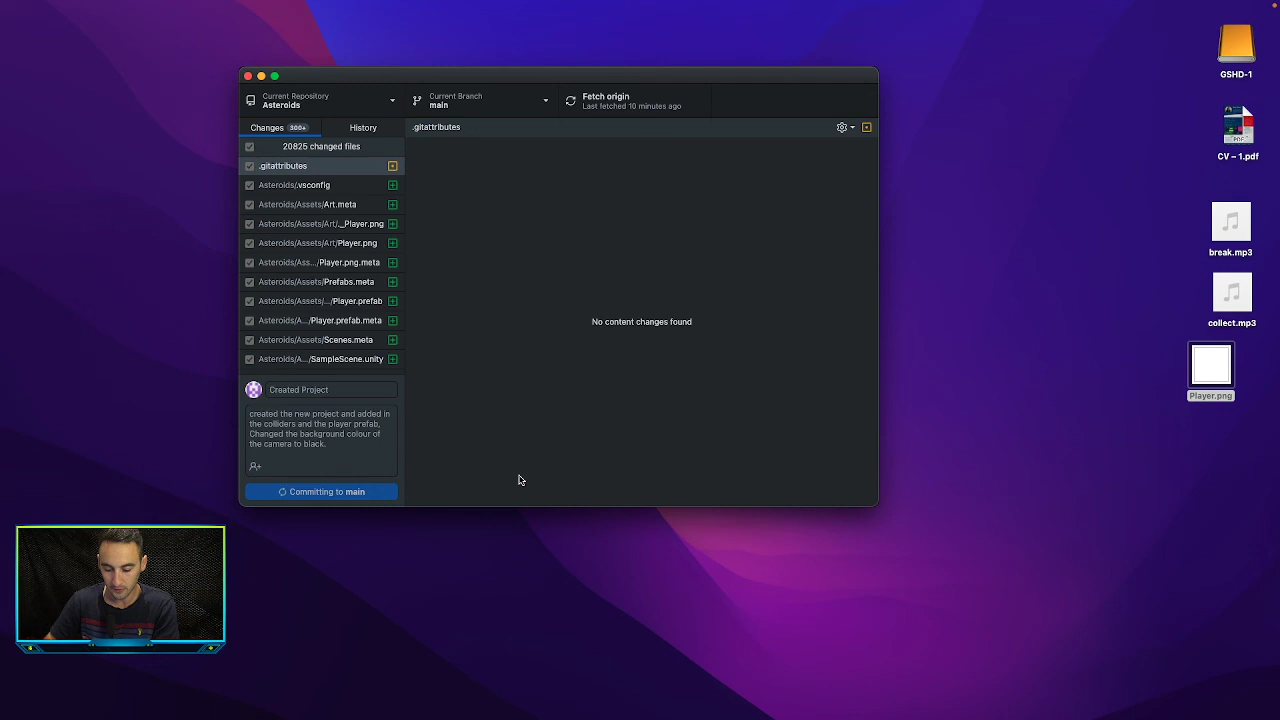 Current Repository
Asteroids
Current Branch
main
Fetch origin
Last fetched 10 minutes ago
Changes 300+
History
.gitattributes
20825 changed files
.gitattributes
Asteroids/.vsconfig
Asteroids/Assets/Art.meta
Asteroids/Assets/Art/._Player.png
Asteroids/Assets/Art/Player.png
Asteroids/Ass.../Player.png.meta
Asteroids/Assets/Prefabs.meta
Asteroids/Assets/.../Player.prefab
Asteroids/A.../Player.prefab.meta
Asteroids/Assets/Scenes.meta
Asteroids/A.../SampleScene.unity
No content changes found
Created Project
created the new project and added in
the colliders and the player prefab,
Changed the background colour of
the camera to black.
Committing to main
GSHD-1
PDF
CV – 1.pdf
break.mp3
collect.mp3
Player.png